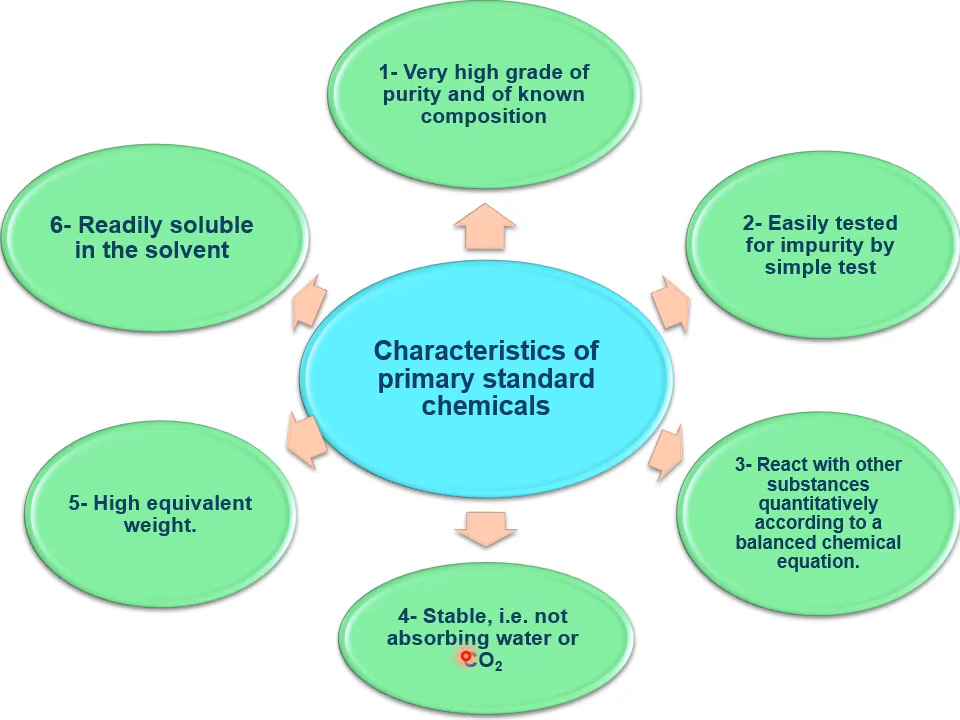 1- Very high grade of
purity and of known
composition
2- Easily tested
for impurity by
simple test
3- React with other
substances
quantitatively
according to a
balanced chemical
equation.
4- Stable, i.e. not
absorbing water or
CO₂
5- High equivalent
weight.
6- Readily soluble
in the solvent
Characteristics of
primary standard
chemicals